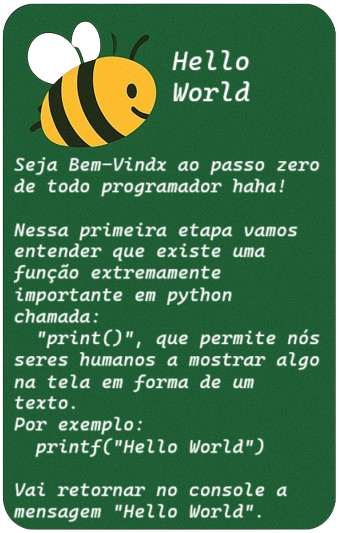 Hello
World
Seja Bem-Vindx ao passo zero
de todo programador haha!
Nessa primeira etapa vamos
entender que existe uma
função extremamente
importante em python
chamada:
"print()", que permite nós
seres humanos a mostrar algo
na tela em forma de um
texto.
Por exemplo:
printf("Hello World")
Vai retornar no console a
mensagem "Hello World".